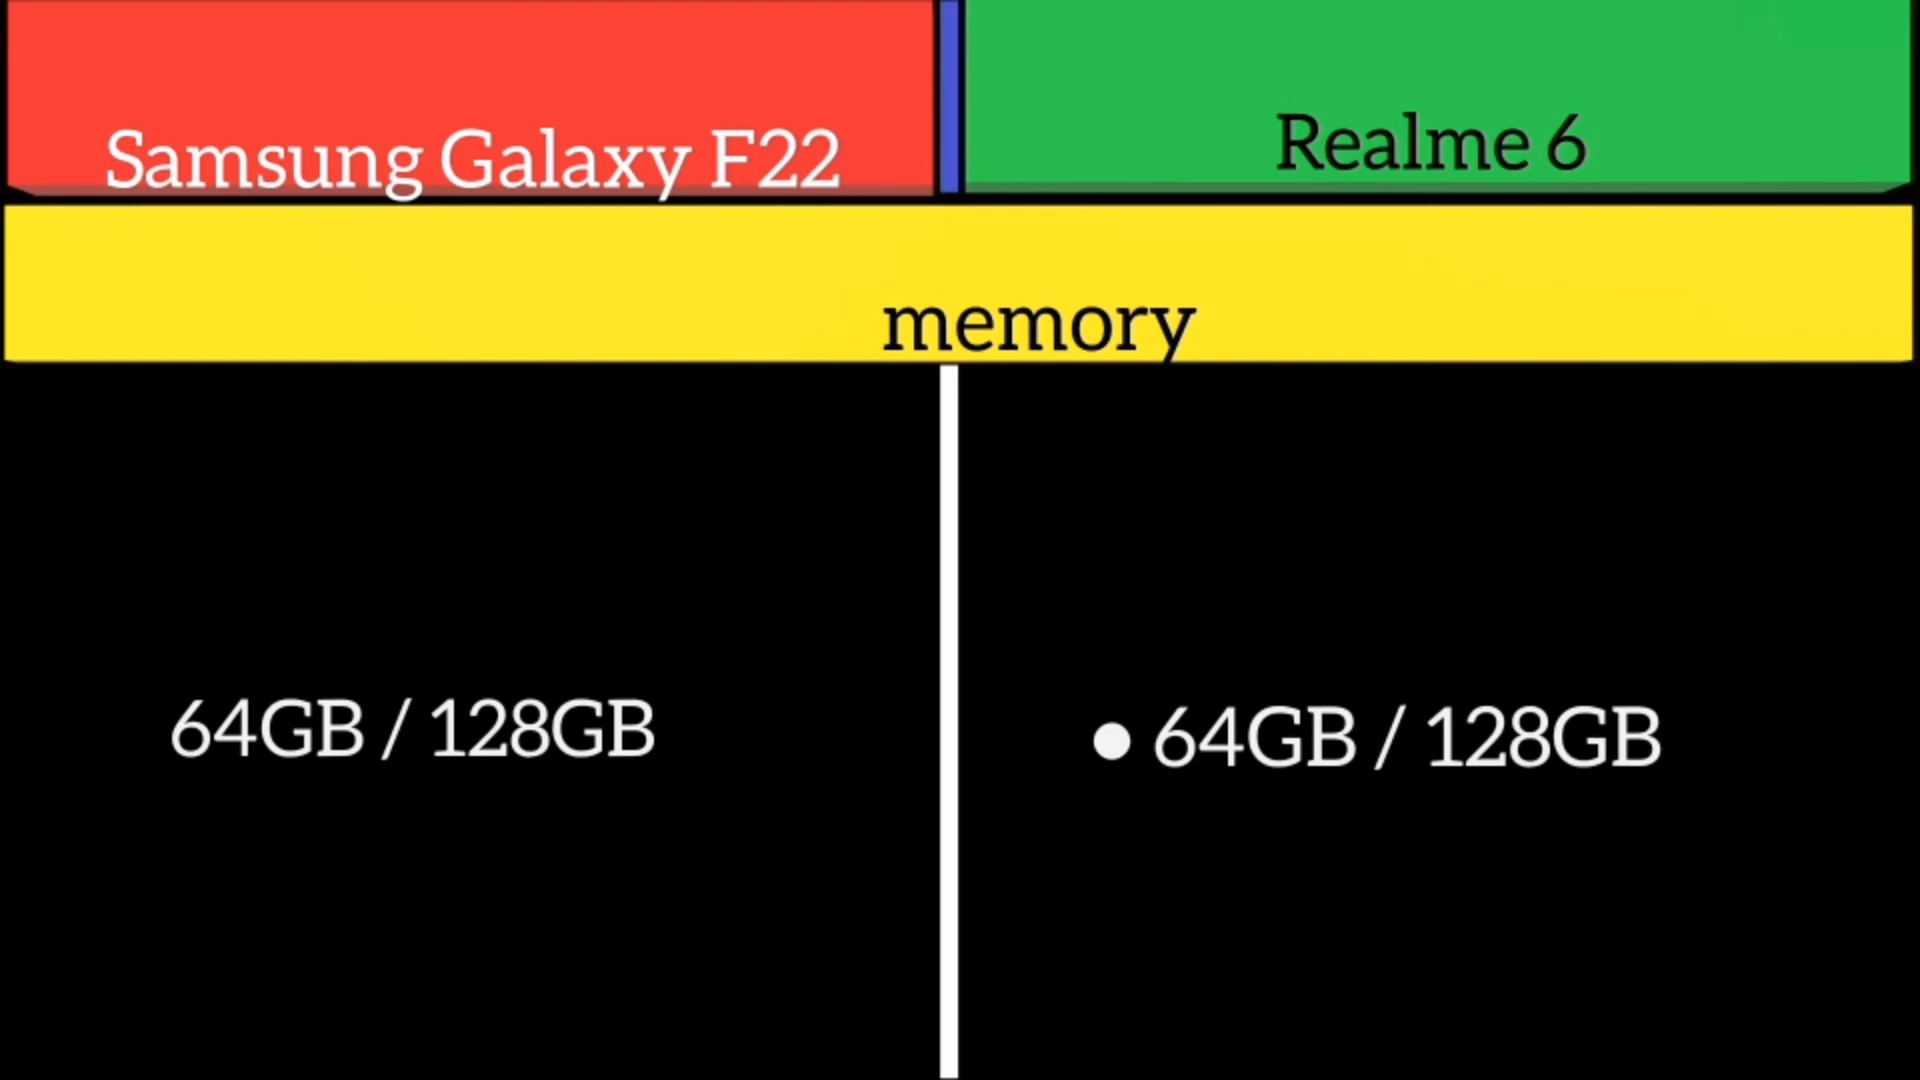 Samsung Galaxy F22
Realme 6
memory
64GB / 128GB
● 64GB / 128GB